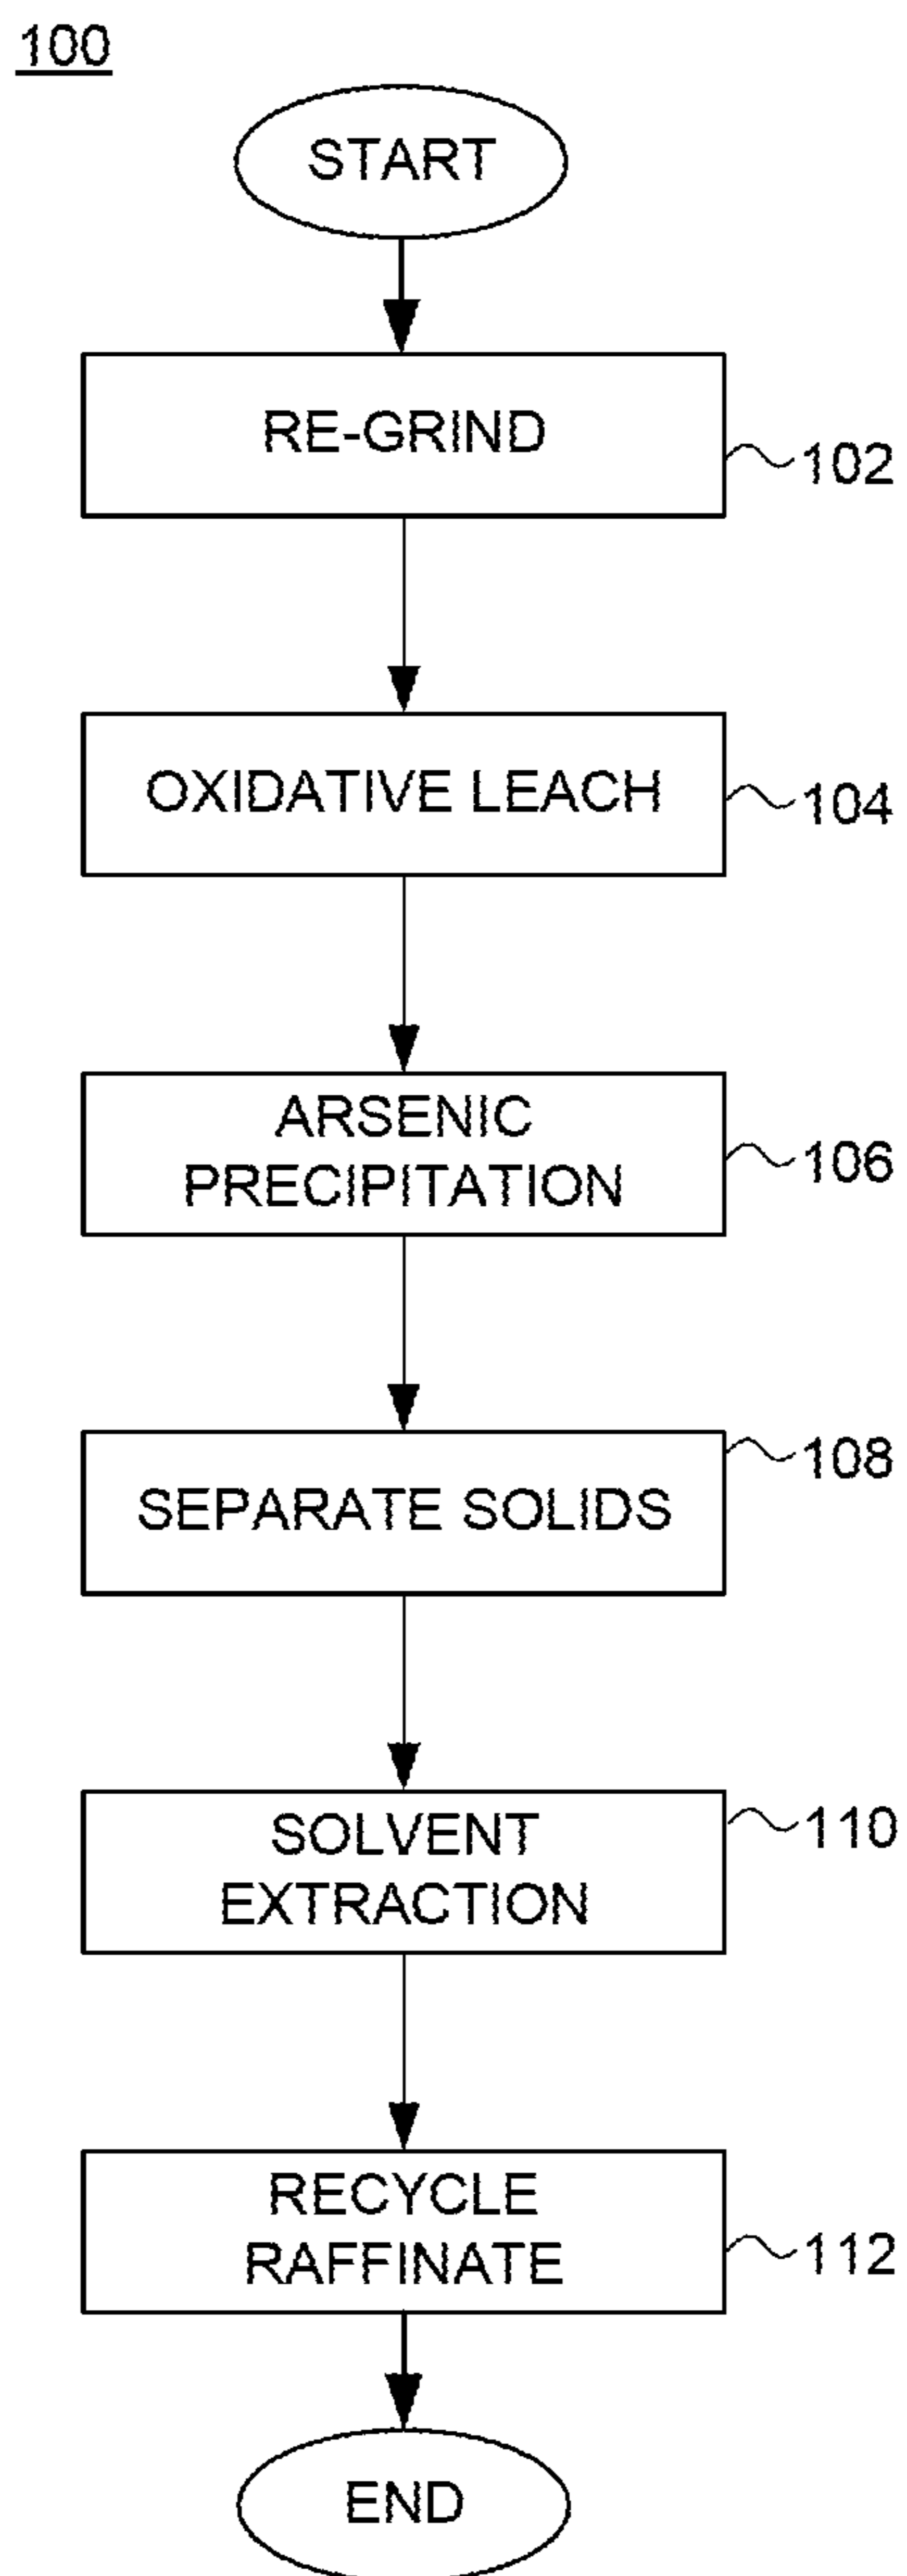 100
START
RE-GRIND
102
OXIDATIVE LEACH
104
ARSENIC
PRECIPITATION
106
SEPARATE SOLIDS
108
SOLVENT
EXTRACTION
110
RECYCLE
RAFFINATE
112
END